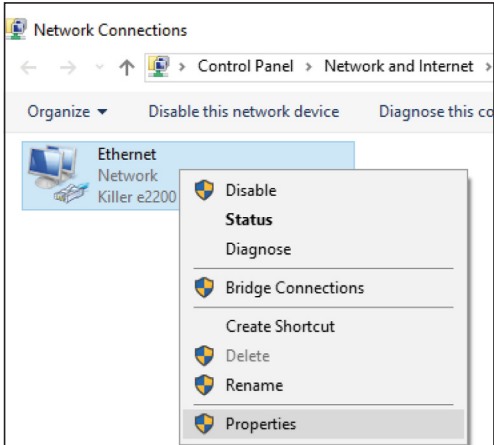 Network Connections
Control Panel > Network and Internet >
Organize Disable this network device Diagnose this co
Ethernet
Network
Killer e2200
Disable
Status
Diagnose
Bridge Connections
Create Shortcut
Delete
Rename
Properties